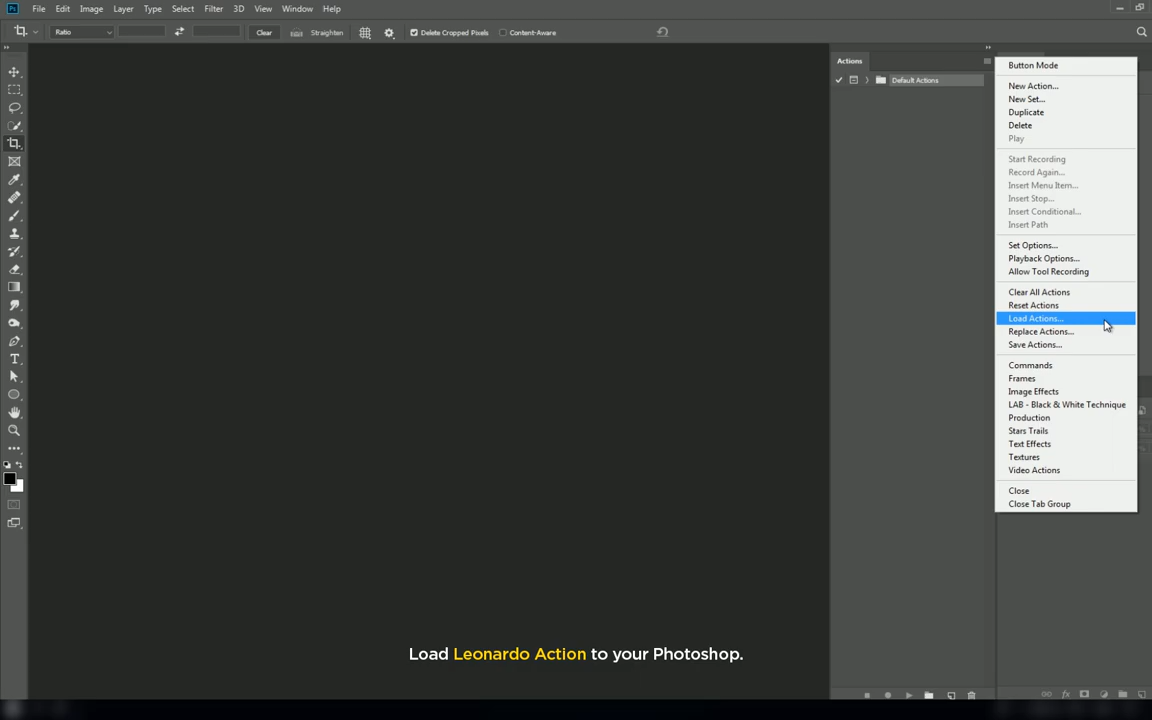 Ps File Edit Image Layer Type Select Filter 3D View Window Help
Ratio Clear Straighten Delete Cropped Pixels Content-Aware
Actions
Default Actions
Button Mode
New Action...
New Set...
Duplicate
Delete
Play
Start Recording
Record Again...
Insert Menu Item...
Insert Stop...
Insert Conditional...
Insert Path
Set Options...
Playback Options...
Allow Tool Recording
Clear All Actions
Reset Actions
Load Actions...
Replace Actions...
Save Actions...
Commands
Frames
Image Effects
LAB - Black & White Technique
Production
Stars Trails
Text Effects
Textures
Video Actions
Close
Close Tab Group
Load Leonardo Action to your Photoshop.